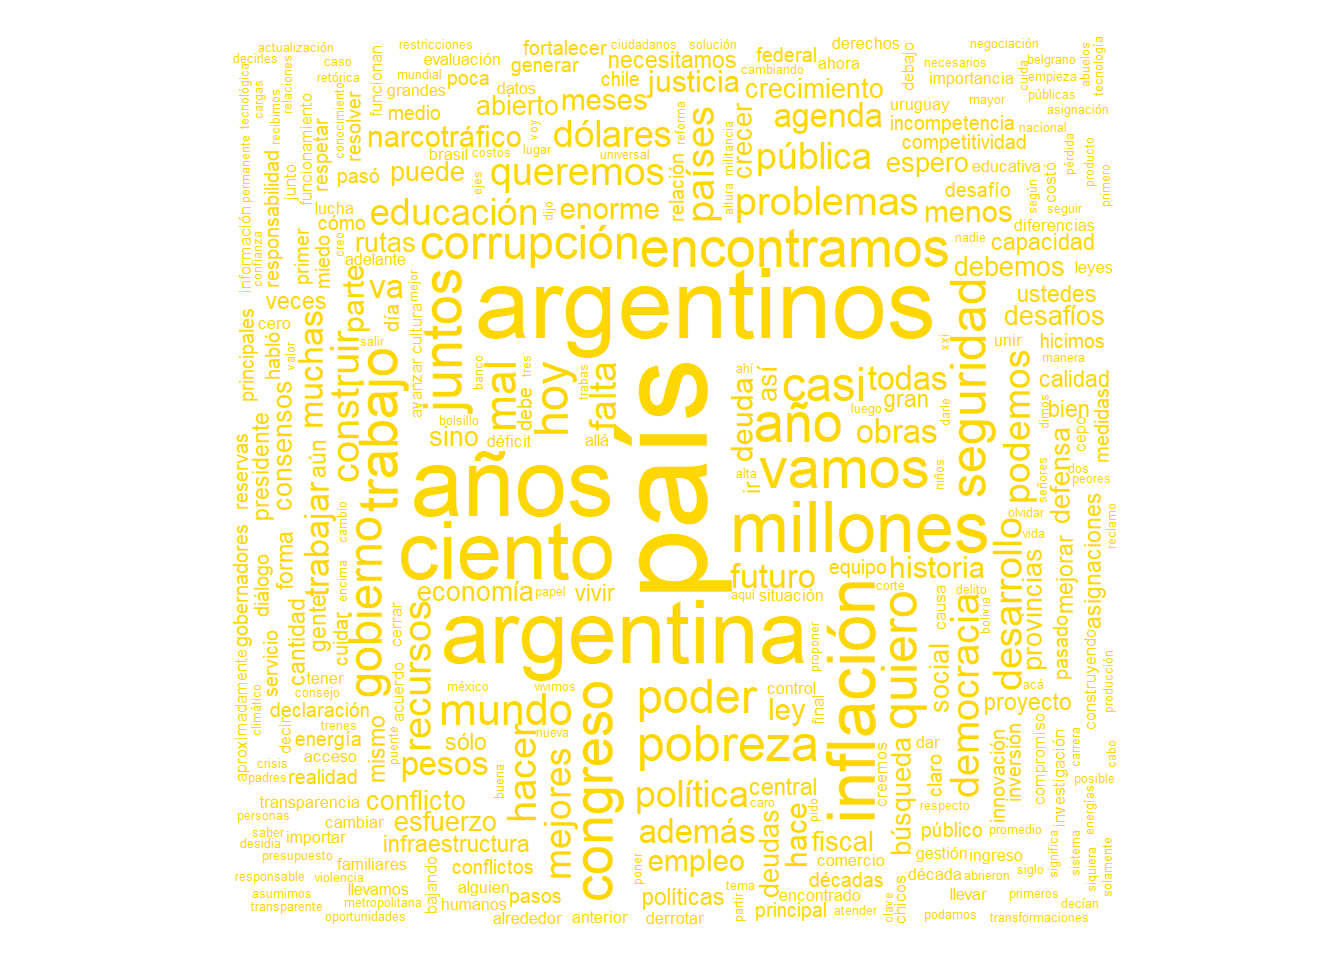 actualización
restricciones
fortalecer
ciudadanos
solución
federal
derechos
negociación
decirles
caso
evaluación
necesitamos
debajo
belgrano
generar
cambiando
ahora
necesarios
cuida
empieza
abuelos
tecnología
retórica
mundial
poca
chile
justicia
importancia
funcionan
grandes
datos
crecimiento
públicas
tecnológica
cargas
relaciones
recibimos
conocimiento
resolver
medio
abierto
meses
uruguay
mayor
asignación
agenda
incompetencia
nacional
permanente
junto
funcionamiento
respetar
narcotráfico
voy
dólares
reforma
competitividad
costos
lugar
países
militancia
crecer
pública
pérdida
producto
brasil
universal
espero
educativa
primero
pasó
puede
ejes
queremos
relación
altura
problemas
desafío
según
costo
información
confianza
responsabilidad
lucha
educación
dijo
enorme
menos
seguir
cómo
diferencias
primer
miedo
creo
rutas
corrupción
encontramos
nadie
capacidad
adelante
debemos
leyes
veces
va
argentinos
ustedes
parte
día
cultura
mejor
juntos
seguridad
desafíos
principales
cero
habló
valor
muchas
construir
salir
avanzar
xxi
unir
hicimos
banco
mal
debe
tres
hoy
trabas
falta
país
ahí
así
casi
todas
podemos
manera
trabajo
calidad
deuda
luego
gran
darle
dimos
bien
medidas
bolsillo
año
obras
cepo
reservas
presidente
consensos
aún
sino
déficit
allá
defensa
señores
dos
años
alta
vamos
niños
peores
ir
trabajar
cambio
gobierno
millones
olvidar
asignaciones
reclamo
gobernadores
diálogo
forma
encima
ciento
desarrollo
vida
provincias
mejorar
gente
cuidar
futuro
equipo
historia
economía
papel
vivir
aquí
situación
corte
delito
bolivia
cantidad
cerrar
recursos
argentina
inflación
quiero
causa
democracia
pasado
construyendo
servicio
proponer
aproximadamente
climático
tener
acuerdo
consejo
méxico
vivimos
social
acá
producción
congreso
poder
control
declaración
mundo
ley
final
proyecto
trenes
decir
mismo
puente
nueva
energía
sólo
hacer
pobreza
dar
compromiso
carrera
cabo
crisis
acceso
mejores
creemos
búsqueda
claro
innovación
inversión
investigación
padres
realidad
pesos
buena
central
posible
transparencia
conflicto
política
caro
pido
respecto
energías
personas
cambiar
esfuerzo
además
deudas
hace
fiscal
público
promedio
saber
desidia
importar
infraestructura
significa
sistema
siquiera
solamente
presupuesto
empleo
comercio
gestión
ingreso
familiares
conflictos
poner
década
abrieron
siglo
responsable
violencia
bajando
tema
décadas
llevamos
alguien
pasos
políticas
encontrado
chicos
llevar
primeros
asumimos
metropolitana
humanos
partir
clave
decían
transparente
principal
atender
podamos
oportunidades
alrededor
anterior
derrotar
transformaciones